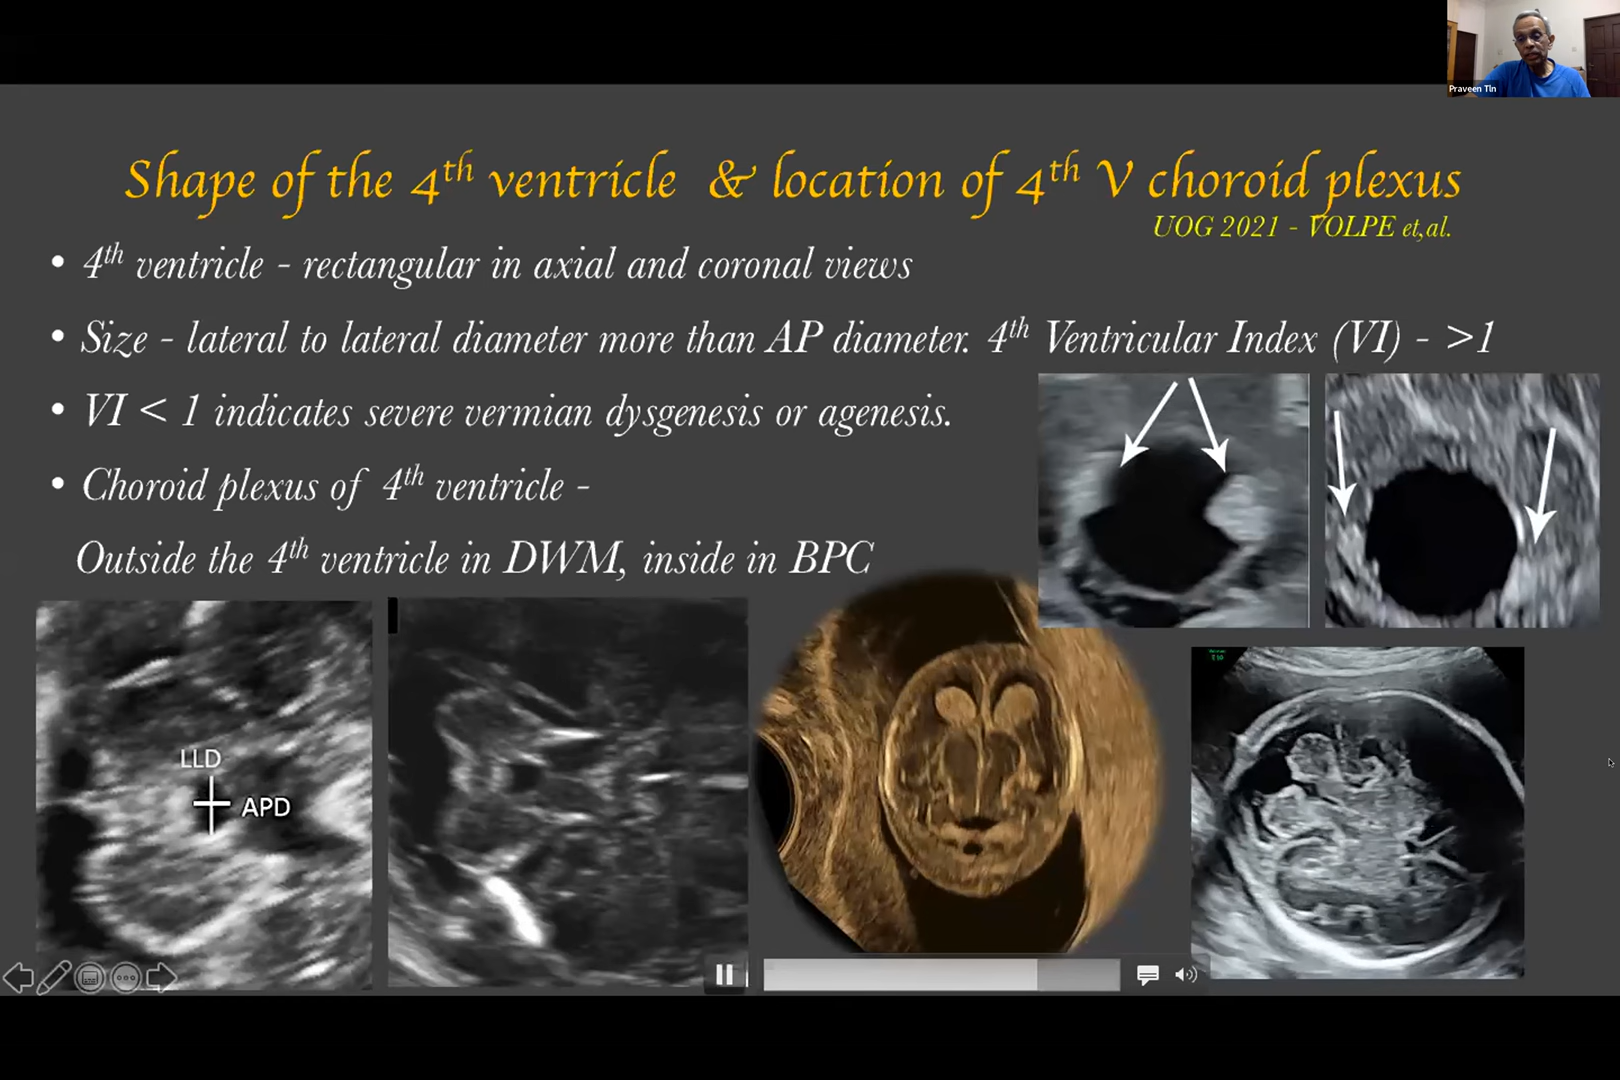 Praveen Tln
Shape of the 4th ventricle & location of 4th V choroid plexus
UOG 2021 - VOLPE et,al.
• 4th ventricle - rectangular in axial and coronal views
• Size - lateral to lateral diameter more than AP diameter. 4th Ventricular Index (VI) - >1
• VI < 1 indicates severe vermian dysgenesis or agenesis.
• Choroid plexus of 4th ventricle -
Outside the 4th ventricle in DWM, inside in BPC
LLD
APD